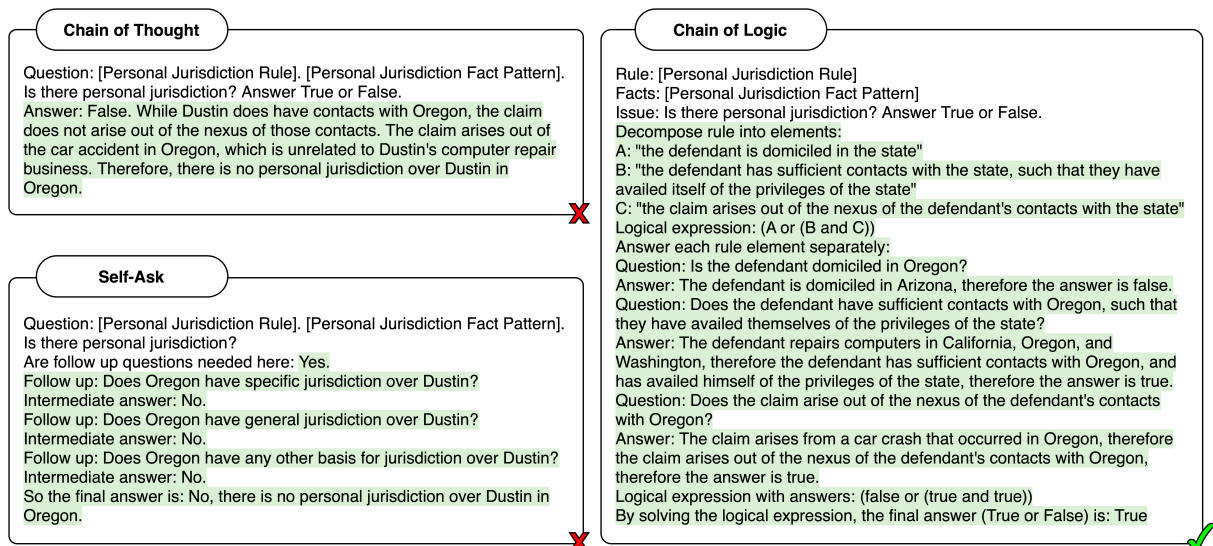 Chain of Thought
Question: [Personal Jurisdiction Rule]. [Personal Jurisdiction Fact Pattern].
Is there personal jurisdiction? Answer True or False.
Answer: False. While Dustin does have contacts with Oregon, the claim
does not arise out of the nexus of those contacts. The claim arises out of
the car accident in Oregon, which is unrelated to Dustin's computer repair
business. Therefore, there is no personal jurisdiction over Dustin in
Oregon.
Self-Ask
Question: [Personal Jurisdiction Rule]. [Personal Jurisdiction Fact Pattern].
Is there personal jurisdiction?
Are follow up questions needed here: Yes.
Follow up: Does Oregon have specific jurisdiction over Dustin?
Intermediate answer: No.
Follow up: Does Oregon have general jurisdiction over Dustin?
Intermediate answer: No.
Follow up: Does Oregon have any other basis for jurisdiction over Dustin?
Intermediate answer: No.
So the final answer is: No, there is no personal jurisdiction over Dustin in
Oregon.
Chain of Logic
Rule: [Personal Jurisdiction Rule]
Facts: [Personal Jurisdiction Fact Pattern]
Issue: Is there personal jurisdiction? Answer True or False.
Decompose rule into elements:
A: "the defendant is domiciled in the state"
B: "the defendant has sufficient contacts with the state, such that they have
availed itself of the privileges of the state"
C: "the claim arises out of the nexus of the defendant's contacts with the state"
Logical expression: (A or (B and C))
Answer each rule element separately:
Question: Is the defendant domiciled in Oregon?
Answer: The defendant is domiciled in Arizona, therefore the answer is false.
Question: Does the defendant have sufficient contacts with Oregon, such that
they have availed themselves of the privileges of the state?
Answer: The defendant repairs computers in California, Oregon, and
Washington, therefore the defendant has sufficient contacts with Oregon, and
has availed himself of the privileges of the state, therefore the answer is true.
Question: Does the claim arise out of the nexus of the defendant's contacts
with Oregon?
Answer: The claim arises from a car crash that occurred in Oregon, therefore
the claim arises out of the nexus of the defendant's contacts with Oregon,
therefore the answer is true.
Logical expression with answers: (false or (true and true))
By solving the logical expression, the final answer (True or False) is: True